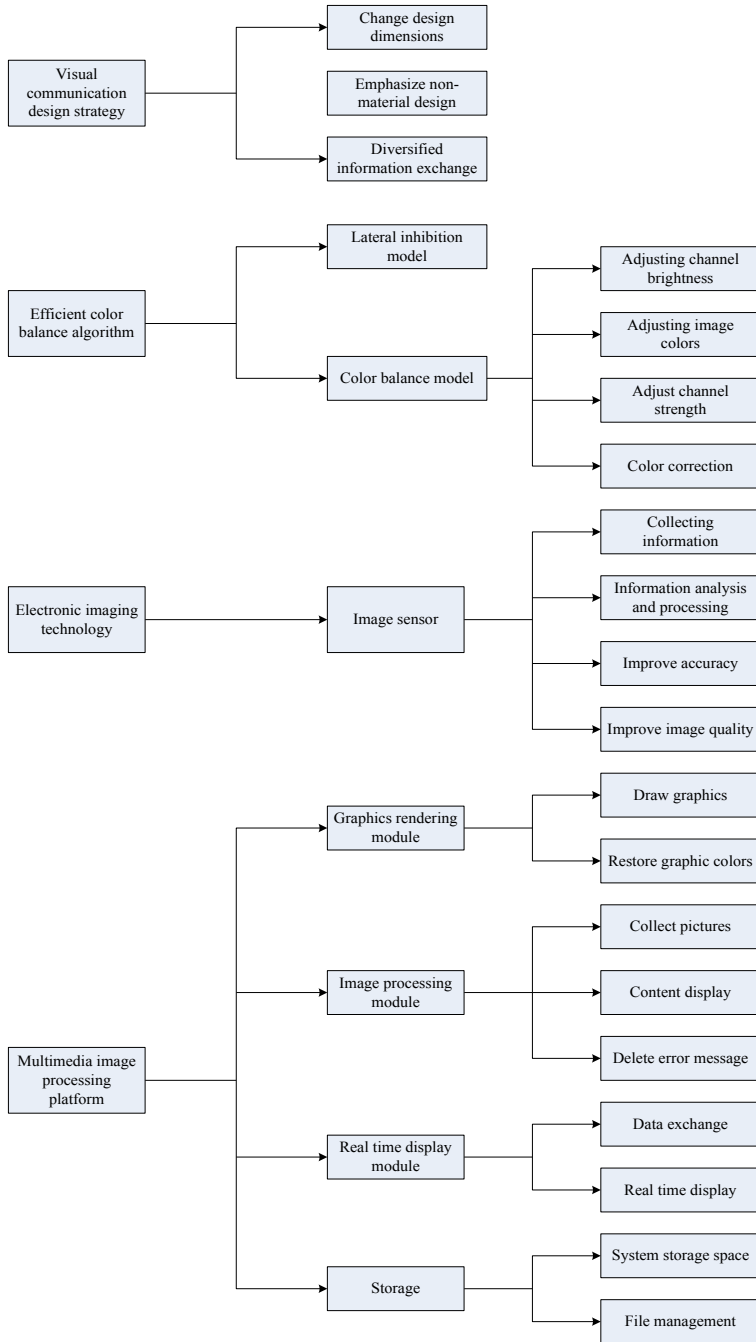 Visual
communication
design strategy
Change design
dimensions
Emphasize non-
material design
Diversified
information exchange
Efficient color
balance algorithm
Lateral inhibition
model
Color balance model
Adjusting channel
brightness
Adjusting image
colors
Adjust channel
strength
Color correction
Electronic imaging
technology
Image sensor
Collecting
information
Information analysis
and processing
Improve accuracy
Improve image quality
Multimedia image
processing
platform
Graphics rendering
module
Draw graphics
Restore graphic colors
Image processing
module
Collect pictures
Content display
Delete error message
Real time display
module
Data exchange
Real time display
Storage
System storage space
File management